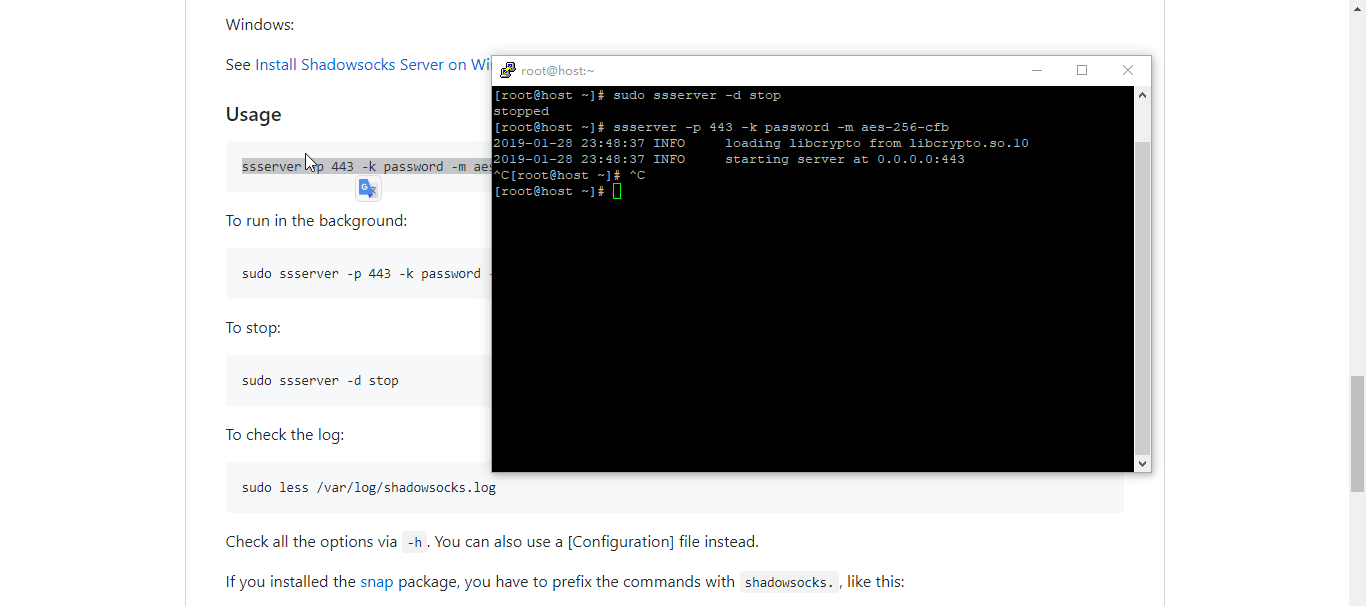 Windows:
See Install Shadowsocks Server on Wi
Usage
ssserver -p 443 -k password -m aes
To run in the background:
sudo ssserver -p 443 -k password -
To stop:
sudo ssserver -d stop
To check the log:
sudo less /var/log/shadowsocks.log
Check all the options via -h. You can also use a [Configuration] file instead.
If you installed the snap package, you have to prefix the commands with shadowsocks., like this:
root@host:~
[root@host ~]# sudo ssserver -d stop
stopped
[root@host ~]# ssserver -p 443 -k password -m aes-256-cfb
2019-01-28 23:48:37 INFO     loading libcrypto from libcrypto.so.10
2019-01-28 23:48:37 INFO     starting server at 0.0.0.0:443
^C[root@host ~]# ^C
[root@host ~]#